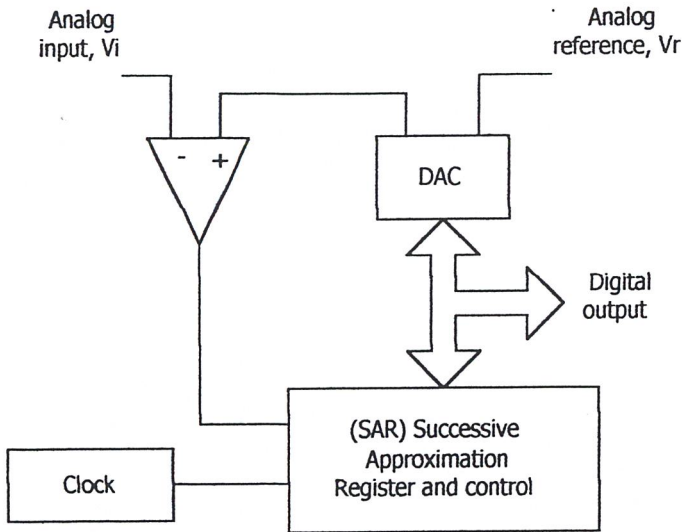 Analog
input, Vi
Analog
reference, Vr
- +
DAC
Digital
output
(SAR) Successive
Approximation
Register and control
Clock